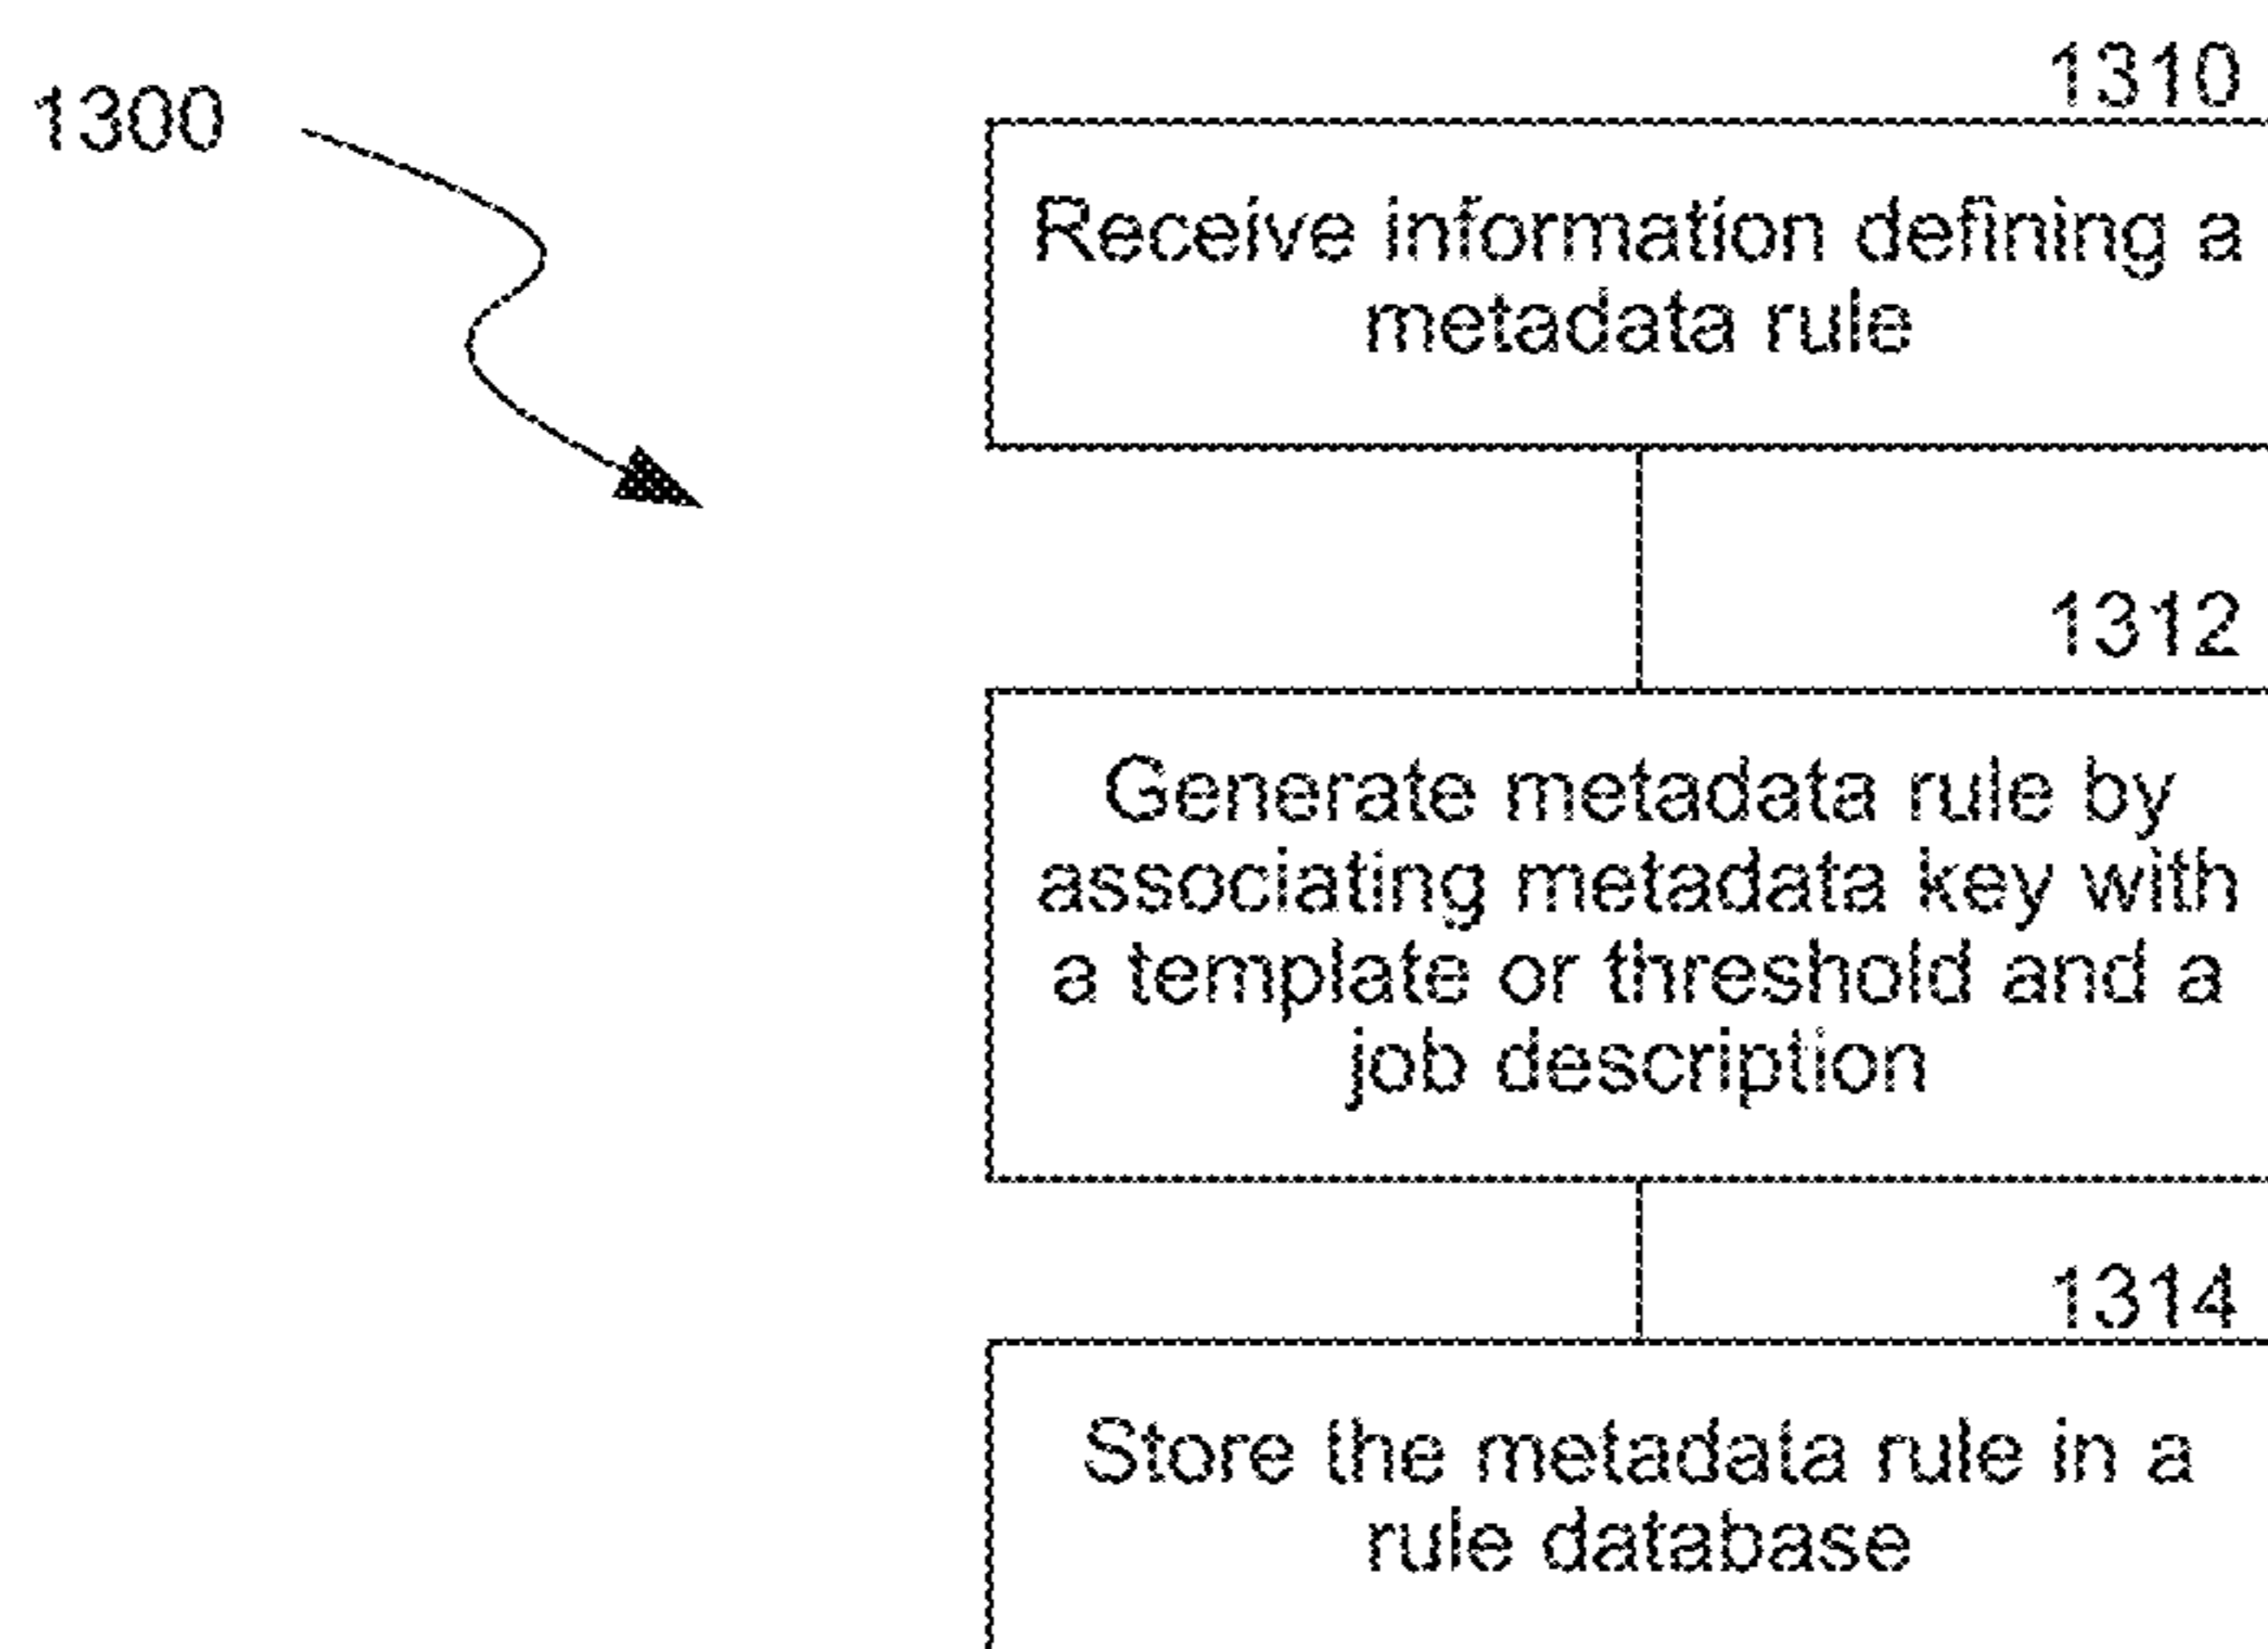 1300
1310
Receive information defining a
metadata rule
1312
Generate metadata rule by
associating metadata key with
a template or threshold and a
job description
1314
Store the metadata rule in a
rule database